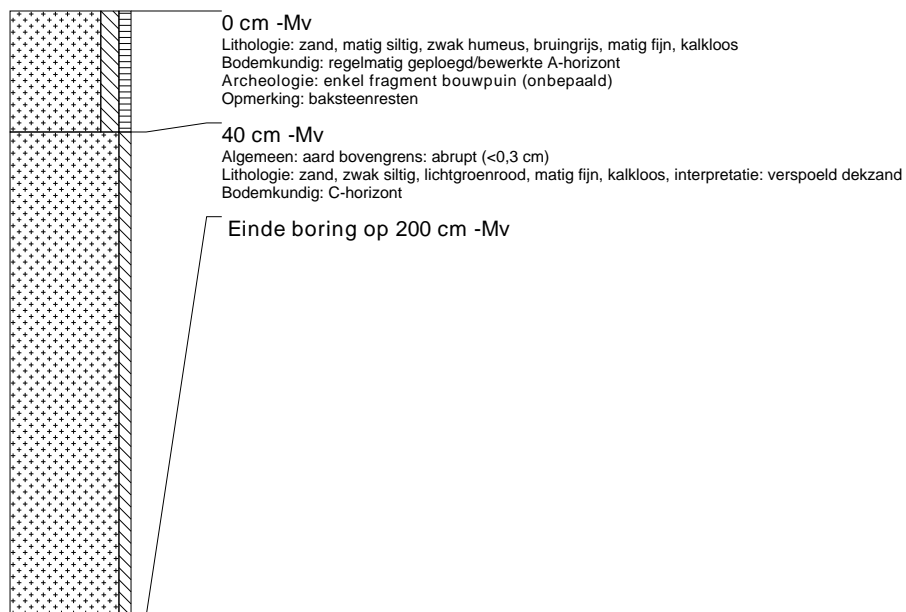 0 cm -Mv
Lithologie: zand, matig siltig, zwak humeus, bruingrijs, matig fijn, kalkloos
Bodemkundig: regelmatig geploegd/bewerkte A-horizont
Archeologie: enkel fragment bouwpuin (onbepaald)
Opmerking: baksteenresten
40 cm -Mv
Algemeen: aard bovengrens: abrupt (<0,3 cm)
Lithologie: zand, zwak siltig, lichtgroenrood, matig fijn, kalkloos, interpretatie: verspoeld dekzand
Bodemkundig: C-horizont
Einde boring op 200 cm -Mv